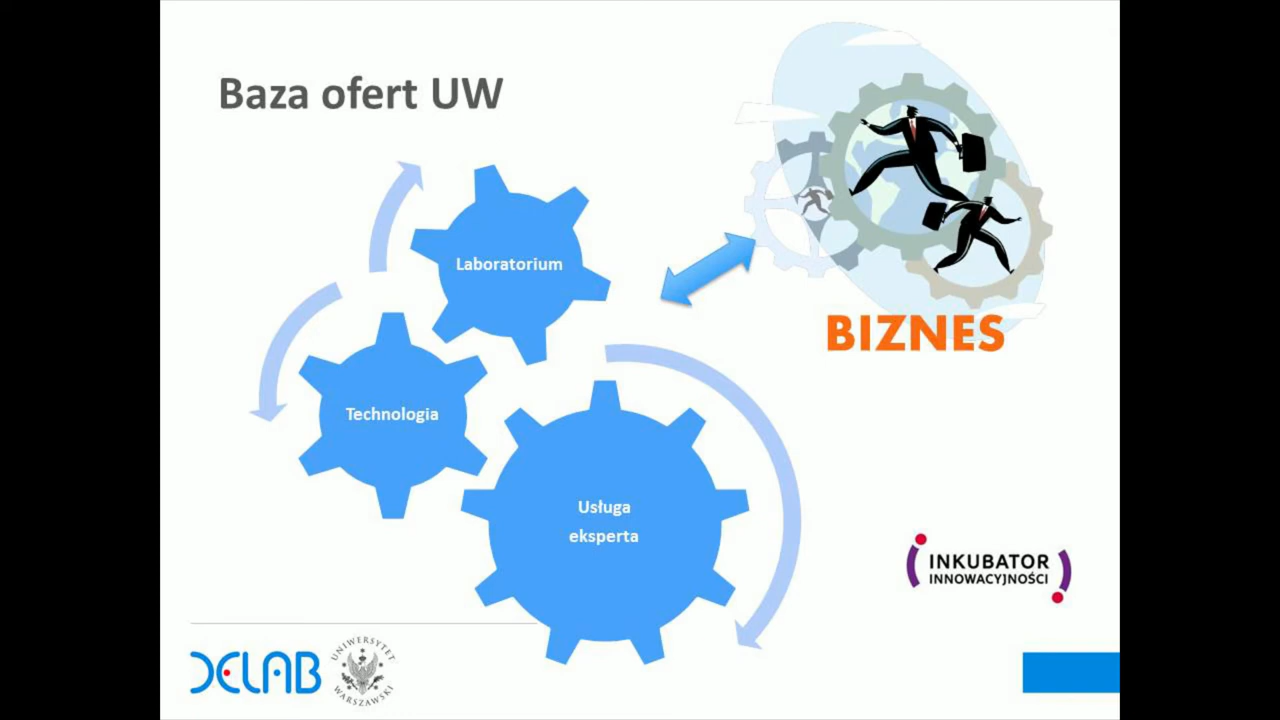 Baza ofert UW
Laboratorium
Technologia
Usługa
eksperta
BIZNES
INKUBATOR
INNOWACYJNOŚCI
DELAB
UNIWERSYTET
WARSZAWSKI